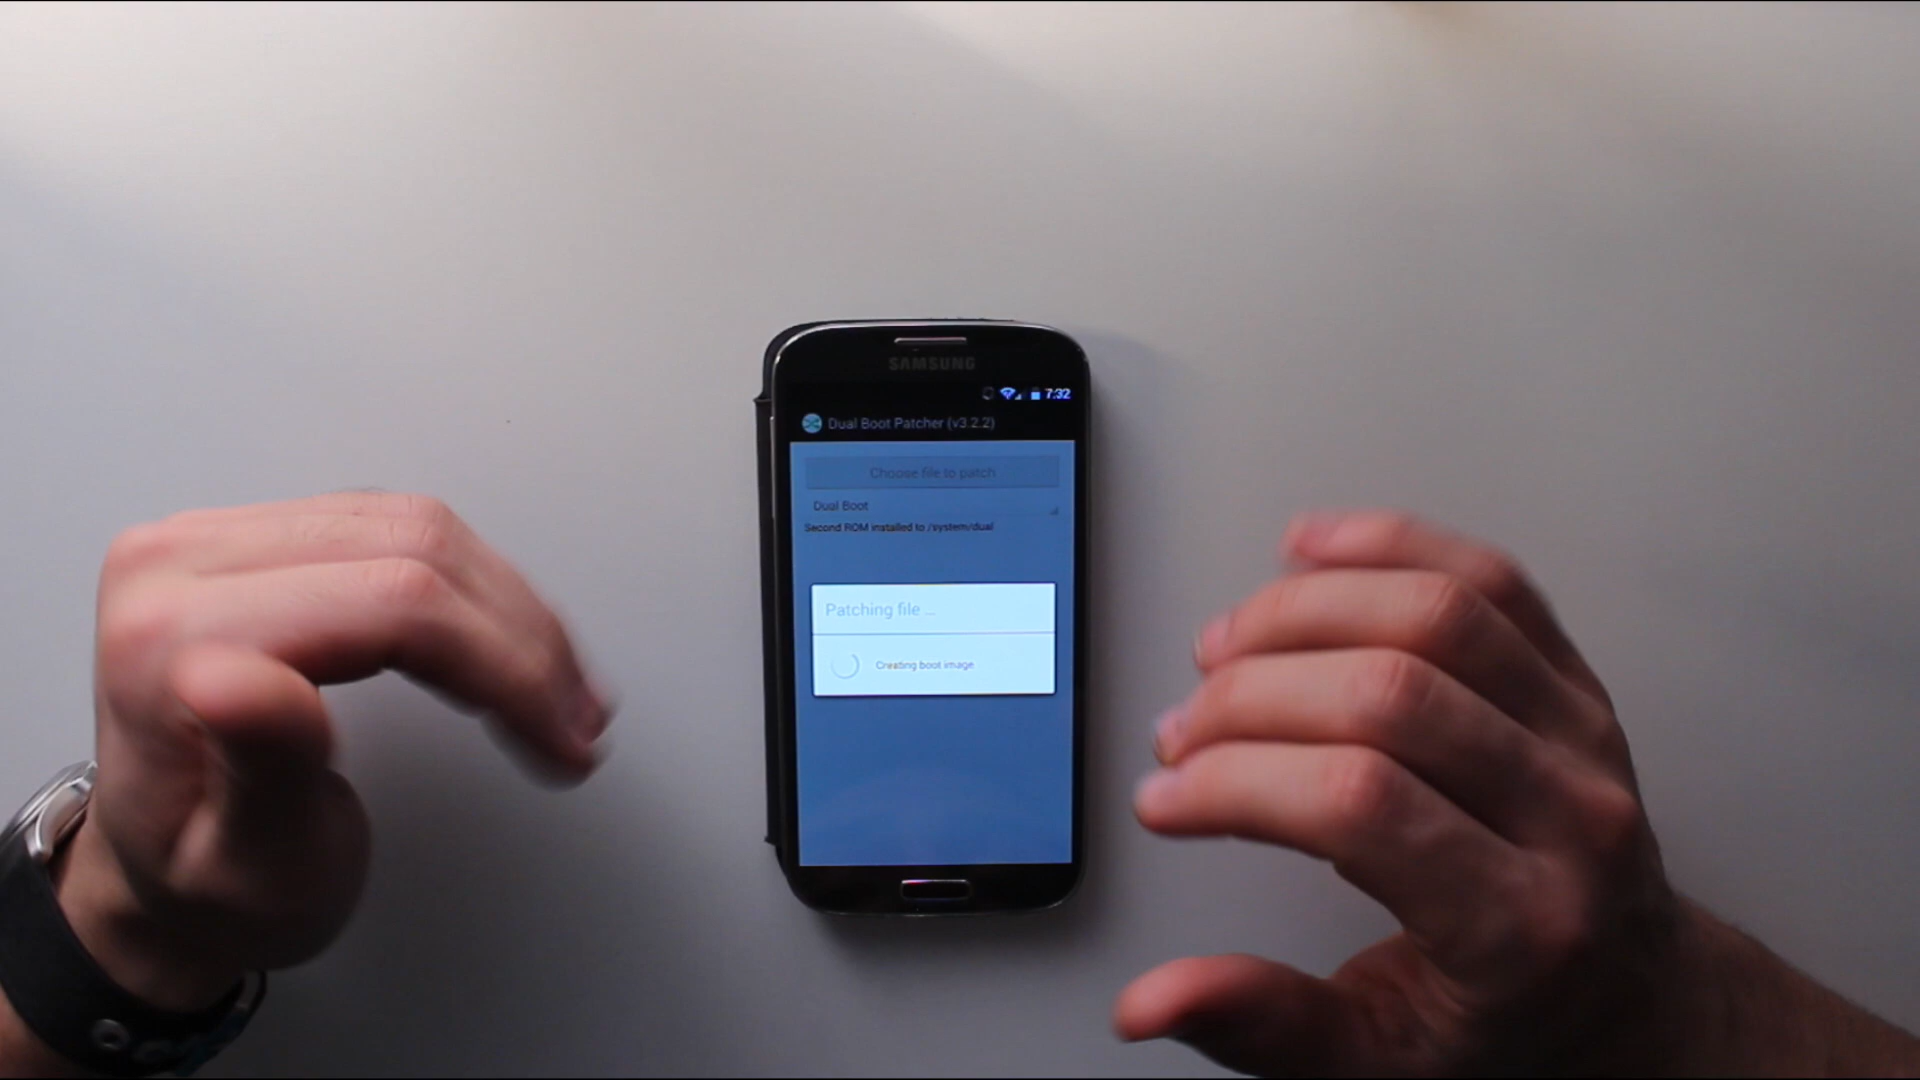 SAMSUNG
7:32
Dual Boot Patcher (v3.2.2)
Choose file to patch
Dual Boot
Second ROM installed to /system/dual
Patching file ...
Creating boot image